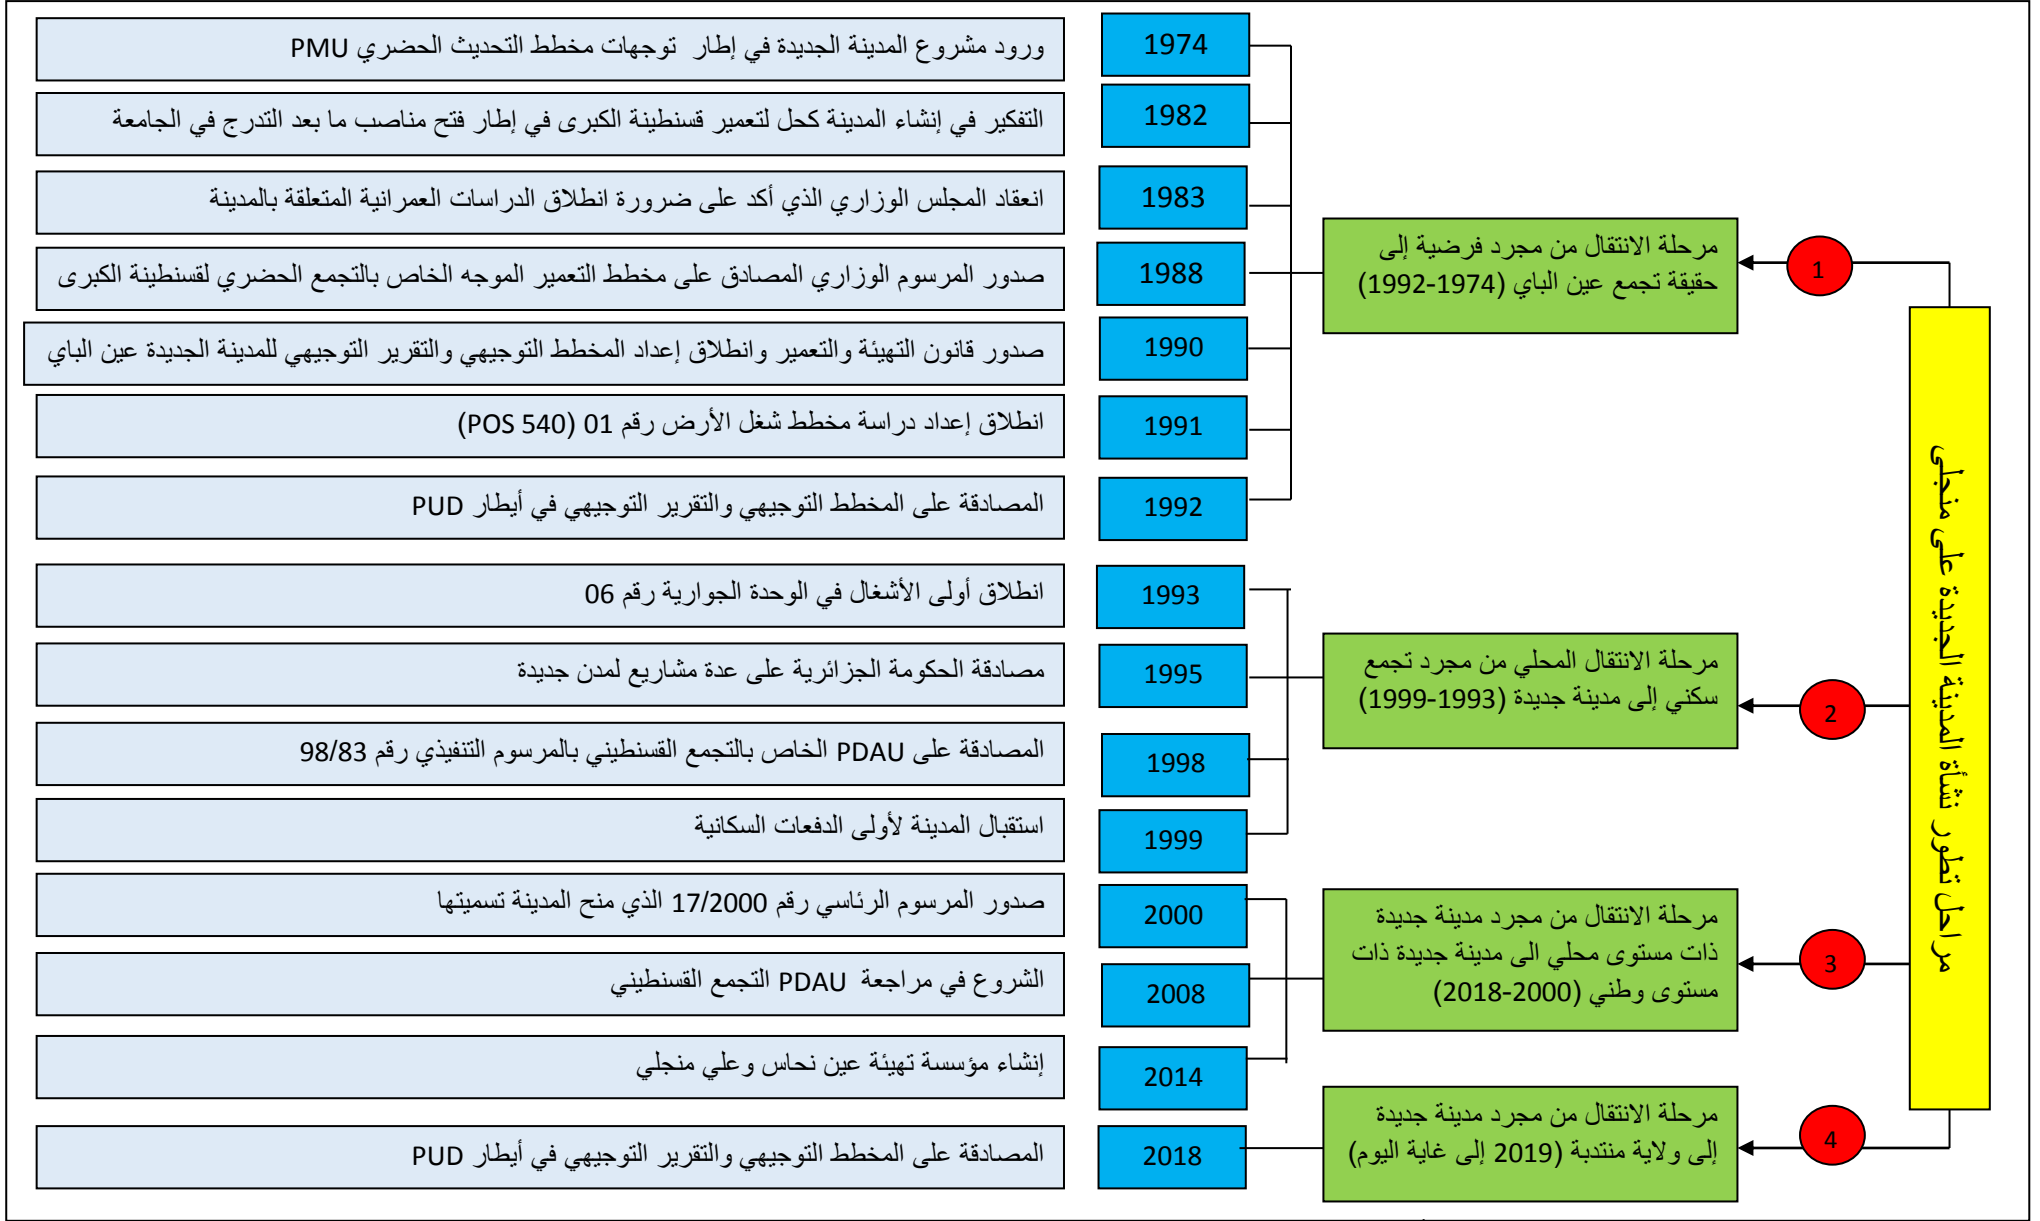 مراحل تطور نشأة المدينة الجديدة على منجلي
1
مرحلة الانتقال من مجرد فرضية إلى
حقيقة تجمع عين الباي (1974-1992)
1974
ورود مشروع المدينة الجديدة في إطار توجهات مخطط التحديث الحضري PMU
1982
التفكير في إنشاء المدينة كحل لتعمير قسنطينة الكبرى في إطار فتح مناصب ما بعد التدرج في الجامعة
1983
انعقاد المجلس الوزاري الذي أكد على ضرورة انطلاق الدراسات العمرانية المتعلقة بالمدينة
1988
صدور المرسوم الوزاري المصادق على مخطط التعمير الموجه الخاص بالتجمع الحضري لقسنطينة الكبرى
1990
صدور قانون التهيئة والتعمير وانطلاق إعداد المخطط التوجيهي والتقرير التوجيهي للمدينة الجديدة عين الباي
1991
انطلاق إعداد دراسة مخطط شغل الأرض رقم 01 (POS 540)
1992
المصادقة على المخطط التوجيهي والتقرير التوجيهي في أيطار PUD
2
مرحلة الانتقال المحلي من مجرد تجمع
سكني إلى مدينة جديدة (1993-1999)
1993
انطلاق أولى الأشغال في الوحدة الجوارية رقم 06
1995
مصادقة الحكومة الجزائرية على عدة مشاريع لمدن جديدة
1998
المصادقة على PDAU الخاص بالتجمع القسنطيني بالمرسوم التنفيذي رقم 98/83
1999
استقبال المدينة لأولى الدفعات السكانية
3
مرحلة الانتقال من مجرد مدينة جديدة
ذات مستوى محلي الى مدينة جديدة ذات
مستوى وطني (2000-2018)
2000
صدور المرسوم الرئاسي رقم 17/2000 الذي منح المدينة تسميتها
2008
الشروع في مراجعة PDAU التجمع القسنطيني
2014
إنشاء مؤسسة تهيئة عين نحاس وعلي منجلي
4
مرحلة الانتقال من مجرد مدينة جديدة
إلى ولاية منتدبة (2019 إلى غاية اليوم)
2018
المصادقة على المخطط التوجيهي والتقرير التوجيهي في أيطار PUD